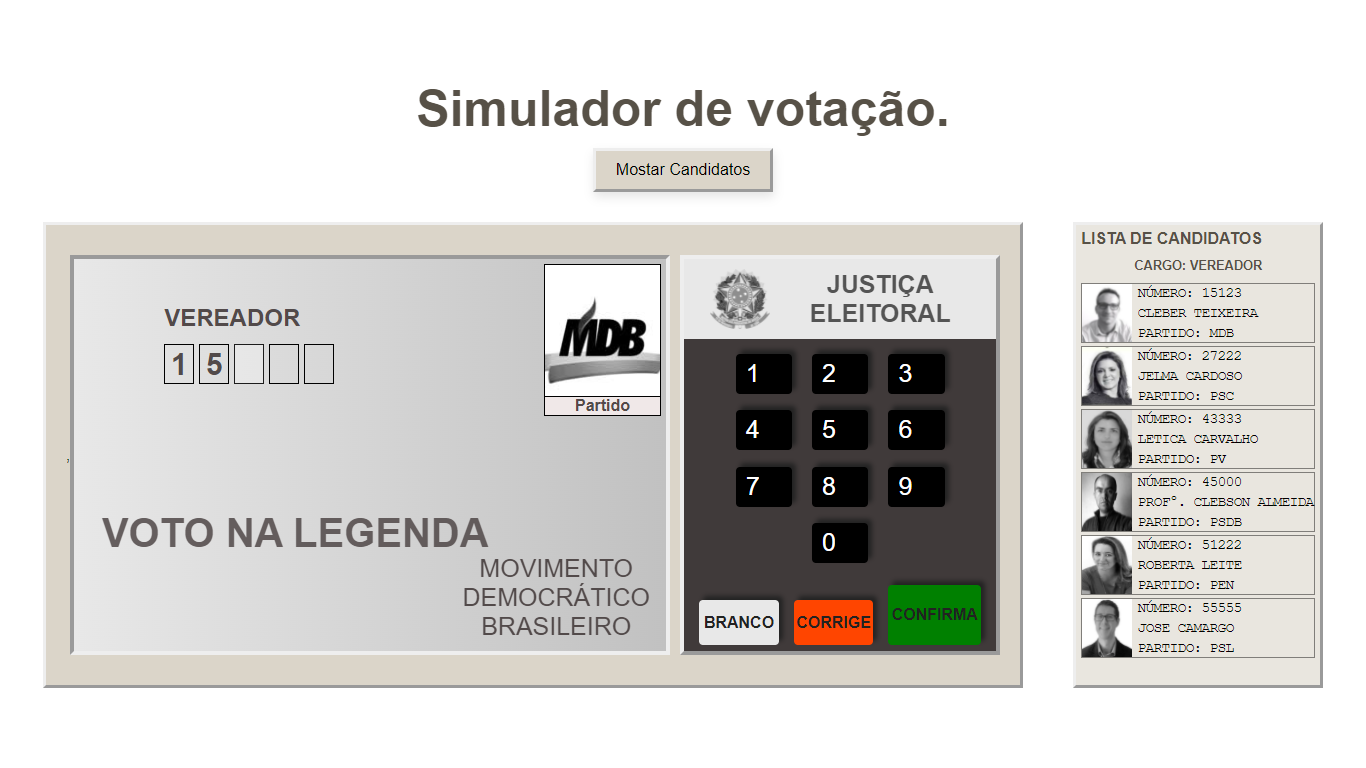 Simulador de votação.
Mostar Candidatos
VEREADOR
1 5
MDB
Partido
,
VOTO NA LEGENDA
MOVIMENTO
DEMOCRÁTICO
BRASILEIRO
JUSTIÇA
ELEITORAL
1 2 3
4 5 6
7 8 9
0
BRANCO CORRIGE CONFIRMA
LISTA DE CANDIDATOS
CARGO: VEREADOR
NÚMERO: 15123
CLEBER TEIXEIRA
PARTIDO: MDB
NÚMERO: 27222
JELMA CARDOSO
PARTIDO: PSC
NÚMERO: 43333
LETICA CARVALHO
PARTIDO: PV
NÚMERO: 45000
PROFº. CLEBSON ALMEIDA
PARTIDO: PSDB
NÚMERO: 51222
ROBERTA LEITE
PARTIDO: PEN
NÚMERO: 55555
JOSE CAMARGO
PARTIDO: PSL